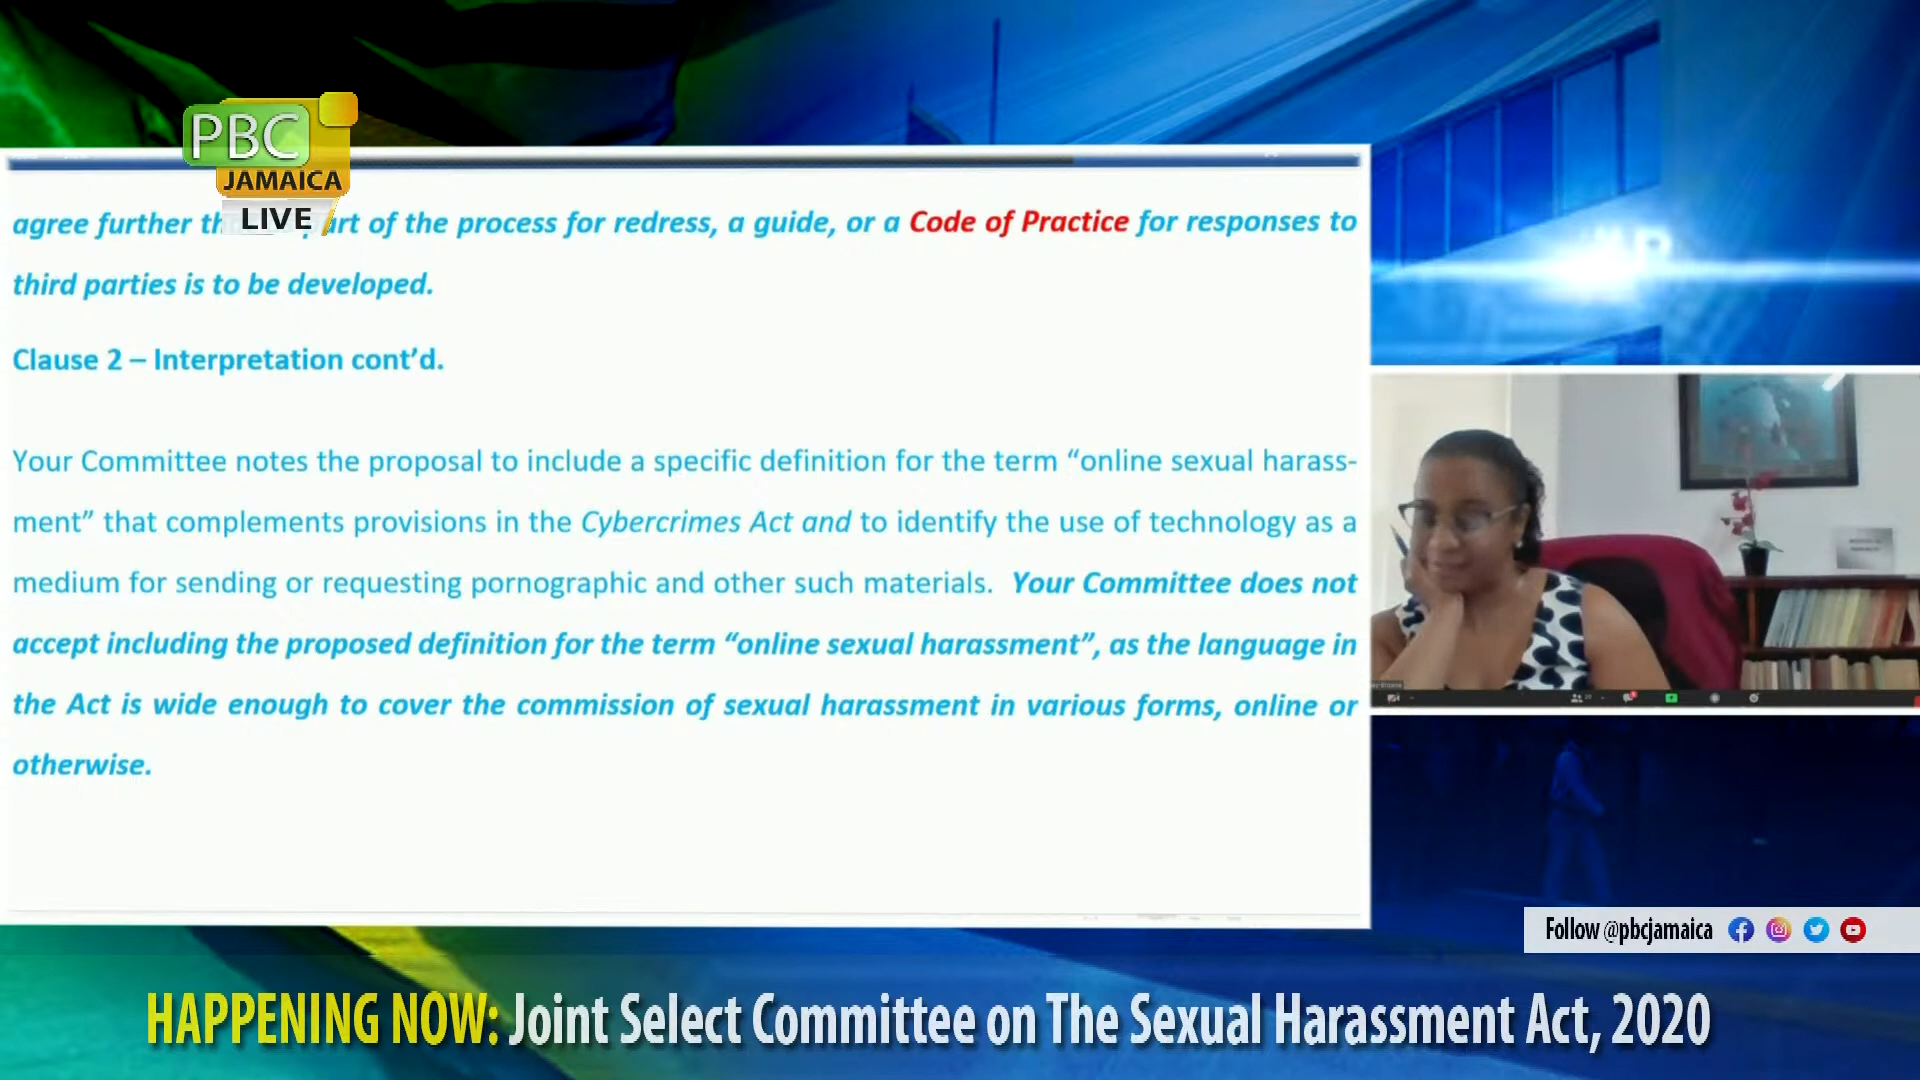 PBC
JAMAICA
LIVE
agree further th art of the process for redress, a guide, or a Code of Practice for responses to
third parties is to be developed.
Clause 2 – Interpretation cont’d.
Your Committee notes the proposal to include a specific definition for the term “online sexual harass-
ment” that complements provisions in the Cybercrimes Act and to identify the use of technology as a
medium for sending or requesting pornographic and other such materials. Your Committee does not
accept including the proposed definition for the term “online sexual harassment”, as the language in
the Act is wide enough to cover the commission of sexual harassment in various forms, online or
otherwise.
Follow @pbcjamaica
HAPPENING NOW: Joint Select Committee on The Sexual Harassment Act, 2020